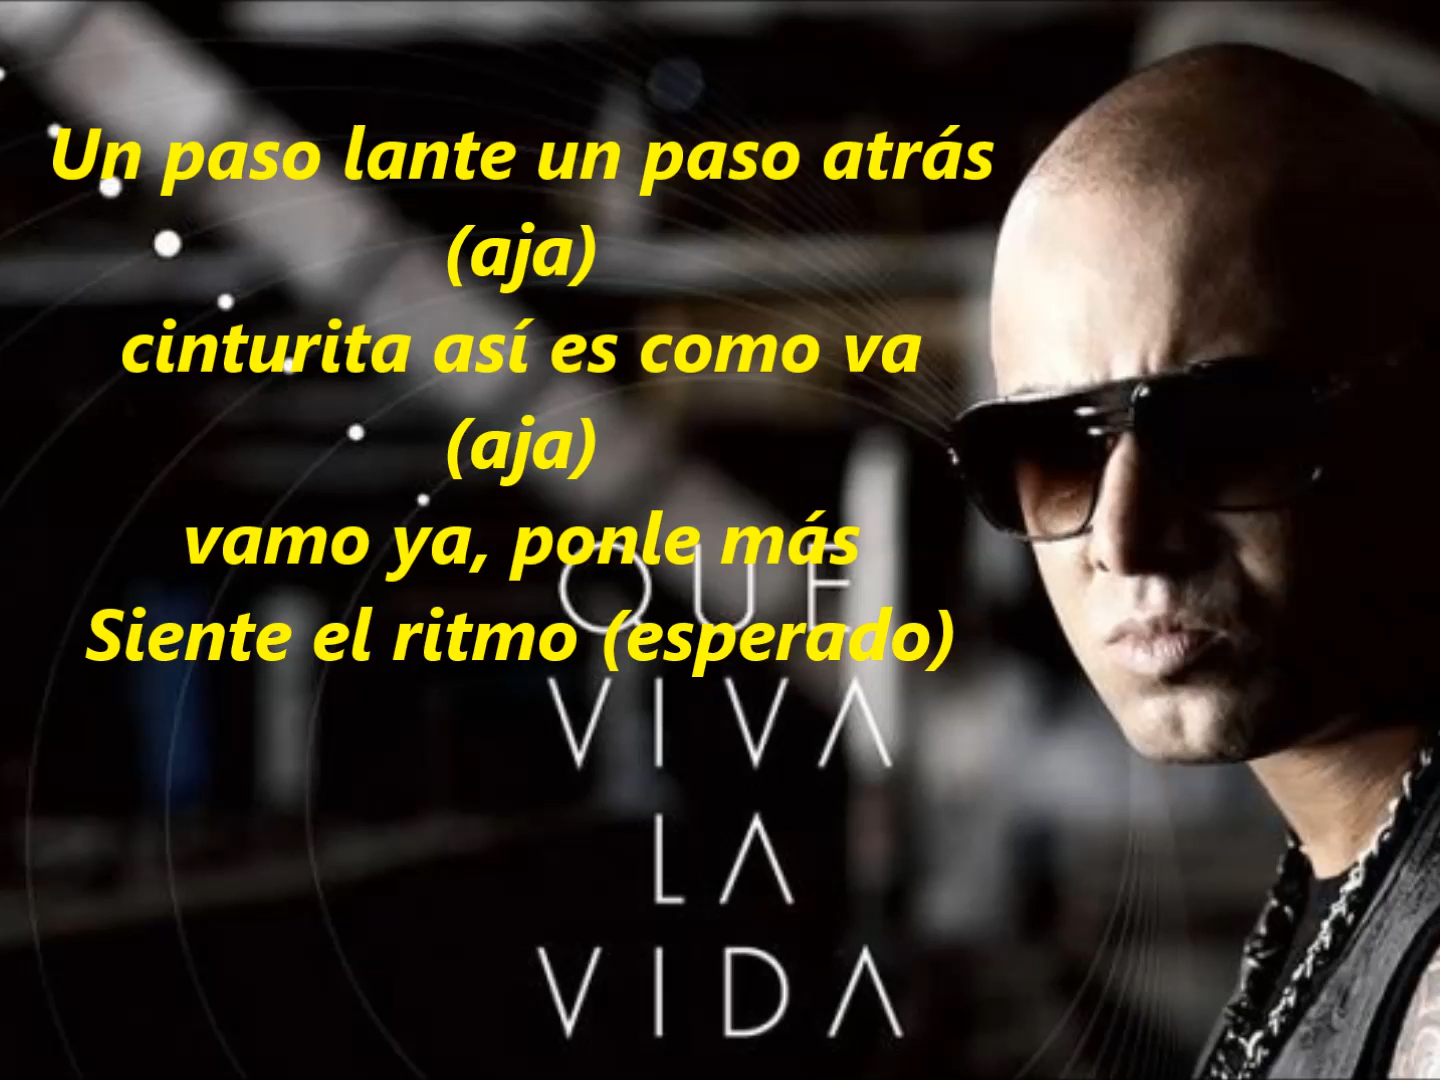 Un paso lante un paso atrás
(aja)
cinturita así es como va
(aja)
vamo ya, ponle más
Siente el ritmo (esperado)
QUE
VIVA
LA
VIDA